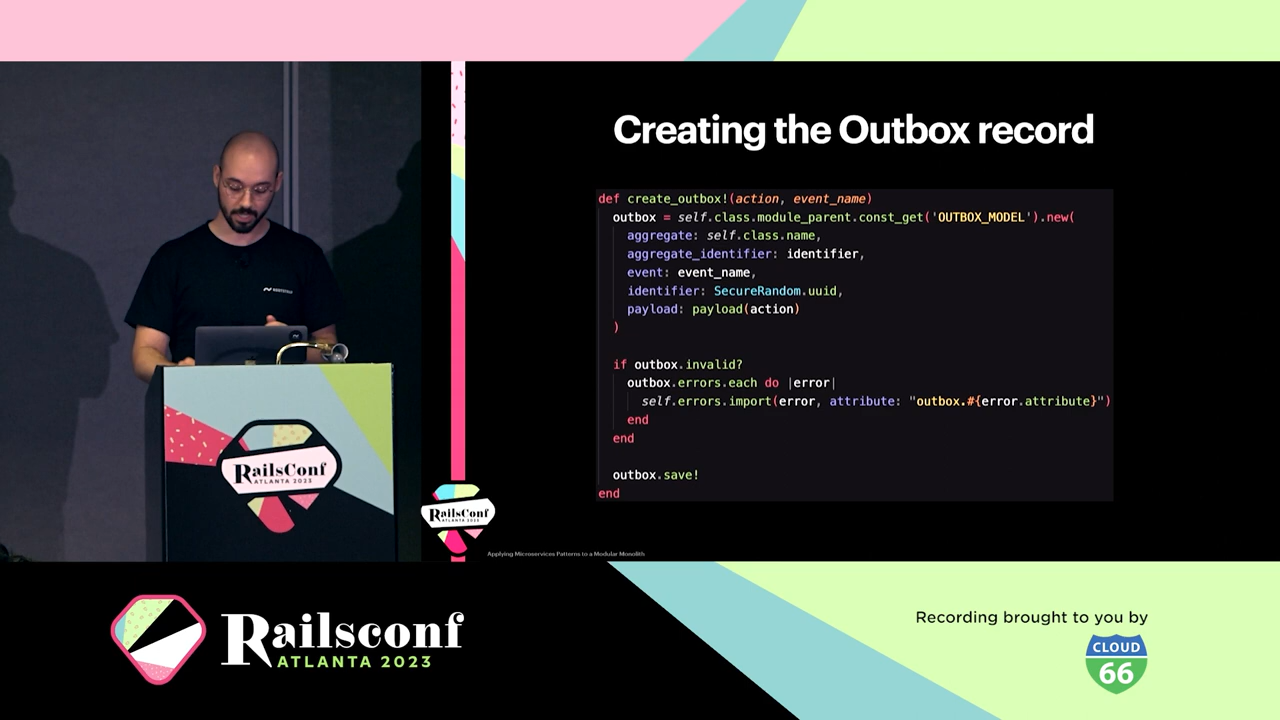 Creating the Outbox record
def create_outbox!(action, event_name)
  outbox = self.class.module_parent.const_get('OUTBOX_MODEL').new(
    aggregate: self.class.name,
    aggregate_identifier: identifier,
    event: event_name,
    identifier: SecureRandom.uuid,
    payload: payload(action)
  )
  if outbox.invalid?
    outbox.errors.each do |error|
      self.errors.import(error, attribute: "outbox.#{error.attribute}")
    end
  end
  outbox.save!
end
Applying Microservices Patterns to a Modular Monolith
RailsConf
ATLANTA 2023
RailsConf
ATLANTA 2023
Railsconf
ATLANTA 2023
Recording brought to you by
CLOUD
66